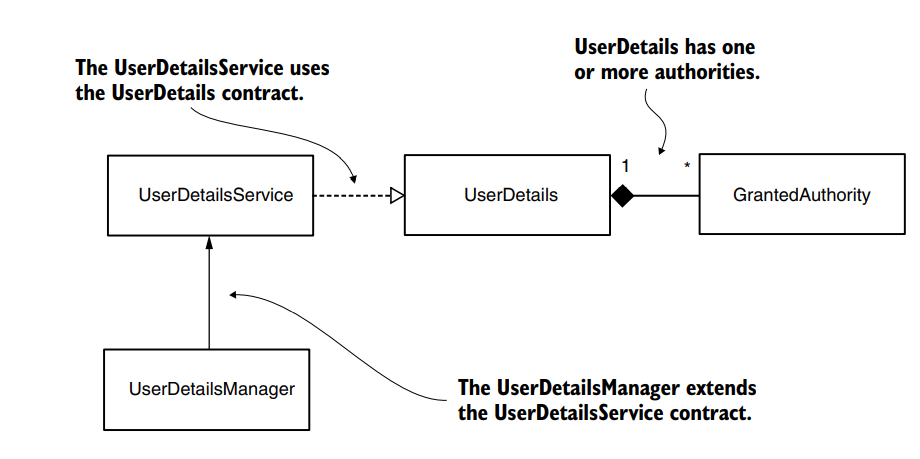 UserDetails has one
or more authorities.
The UserDetailsService uses
the UserDetails contract.
1
*
UserDetailsService
UserDetails
GrantedAuthority
UserDetailsManager
The UserDetailsManager extends
the UserDetailsService contract.